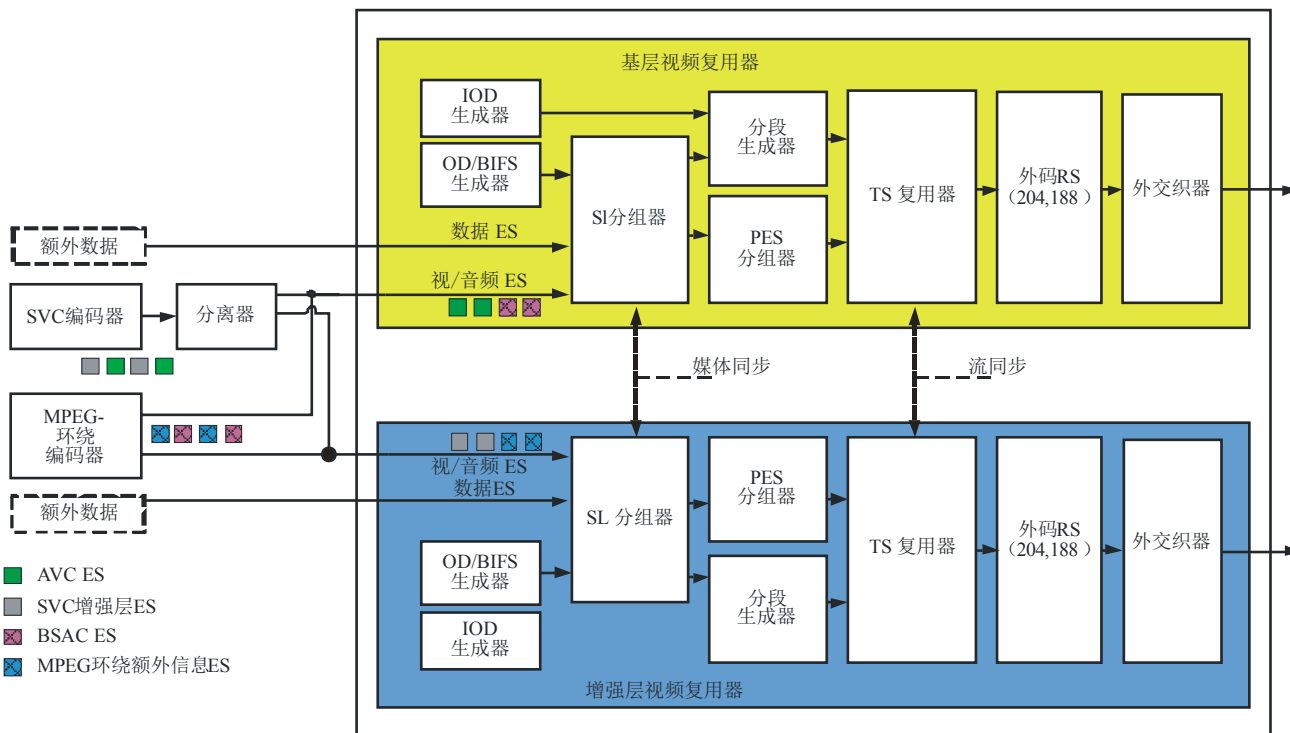 基层视频复用器
IOD
生成器
OD/BIFS
生成器
Sl分组器
分段
生成器
PES
分组器
TS 复用器
外码RS
（204,188 ）
外交织器
额外数据
数据 ES
视/音频 ES
SVC编码器
分离器
媒体同步
流同步
MPEG-
环绕
编码器
视/音频 ES
数据ES
额外数据
SL 分组器
PES
分组器
TS 复用器
外码RS
（204,188 ）
外交织器
OD/BIFS
生成器
分段
生成器
IOD
生成器
增强层视频复用器
AVC ES
SVC增强层ES
BSAC ES
MPEG环绕额外信息ES